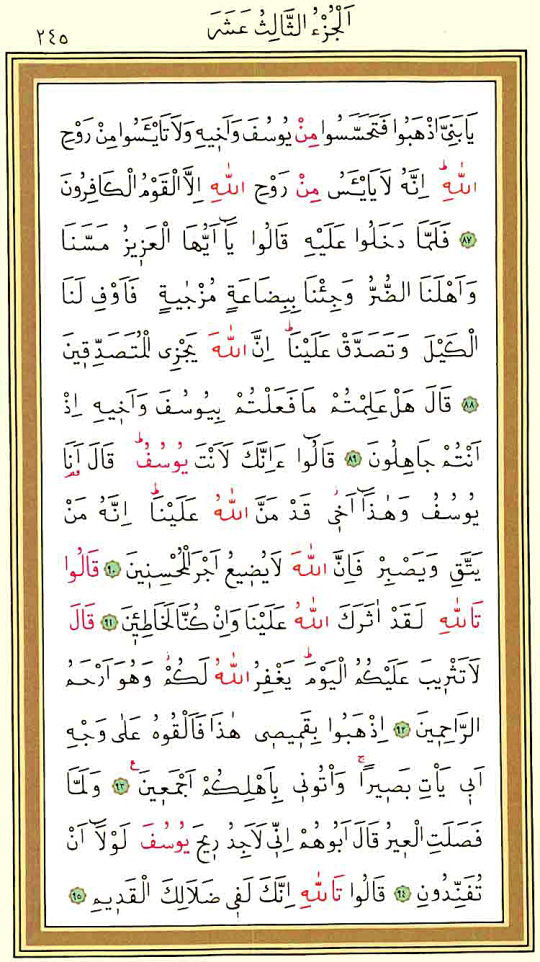 اَلْجُزْءُ الثَّالِثُ عَشَرَ
٢٤٥
يَا بَنِيَّ اذْهَبُوا فَتَحَسَّسُوا مِنْ يُوسُفَ وَاَخ۪يهِ وَلَا تَا۬يْـَٔسُوا مِنْ رَوْحِ
اللّٰهِۜ اِنَّهُ لَا يَا۬يْـَٔسُ مِنْ رَوْحِ اللّٰهِ اِلَّا الْقَوْمُ الْكَافِرُونَ
﴿٨٧﴾ فَلَمَّا دَخَلُوا عَلَيْهِ قَالُوا يَٓا اَيُّهَا الْعَز۪يزُ مَسَّنَا
وَاَهْلَنَا الضُّرُّ وَجِئْنَا بِبِضَاعَةٍ مُزْجٰيةٍ فَاَوْفِ لَنَا
الْكَيْلَ وَتَصَدَّقْ عَلَيْنَاۜ اِنَّ اللّٰهَ يَجْزِي الْمُتَصَدِّق۪ينَ
﴿٨٨﴾ قَالَ هَلْ عَلِمْتُمْ مَا فَعَلْتُمْ بِيُوسُفَ وَاَخ۪يهِ اِذْ
اَنْتُمْ جَاهِلُونَ ﴿٨٩﴾ قَالُٓوا ءَاِنَّكَ لَاَنْتَ يُوسُفُۜ قَالَ اَنَا۬
يُوسُفُ وَهٰذَٓا اَخ۪يۘ قَدْ مَنَّ اللّٰهُ عَلَيْنَاۜ اِنَّهُ مَنْ
يَتَّقِ وَيَصْبِرْ فَاِنَّ اللّٰهَ لَا يُض۪يعُ اَجْرَ الْمُحْسِن۪ينَ ﴿٩٠﴾ قَالُوا
تَاللّٰهِ لَقَدْ اٰثَرَكَ اللّٰهُ عَلَيْنَا وَاِنْ كُنَّا لَخَاطِـ۪ٔينَ ﴿٩١﴾ قَالَ
لَا تَثْر۪يبَ عَلَيْكُمُ الْيَوْمَۜ يَغْفِرُ اللّٰهُ لَكُمْۘ وَهُوَ اَرْحَمُ
الرَّاحِم۪ينَ ﴿٩٢﴾ اِذْهَبُوا بِقَم۪يص۪ي هٰذَا فَاَلْقُوهُ عَلٰى وَجْهِ
اَب۪ي يَأْتِ بَص۪يرًاۚ وَأْتُون۪ي بِاَهْلِكُمْ اَجْمَع۪ينَ۟ ﴿٩٣﴾ وَلَمَّا
فَصَلَتِ الْع۪يرُ قَالَ اَبُوهُمْ اِنّ۪ي لَاَجِدُ ر۪يحَ يُوسُفَ لَوْلَٓا اَنْ
تُفَنِّدُونِ ﴿٩٤﴾ قَالُوا تَاللّٰهِ اِنَّكَ لَف۪ي ضَلَالِكَ الْقَد۪يمِ ﴿٩٥﴾